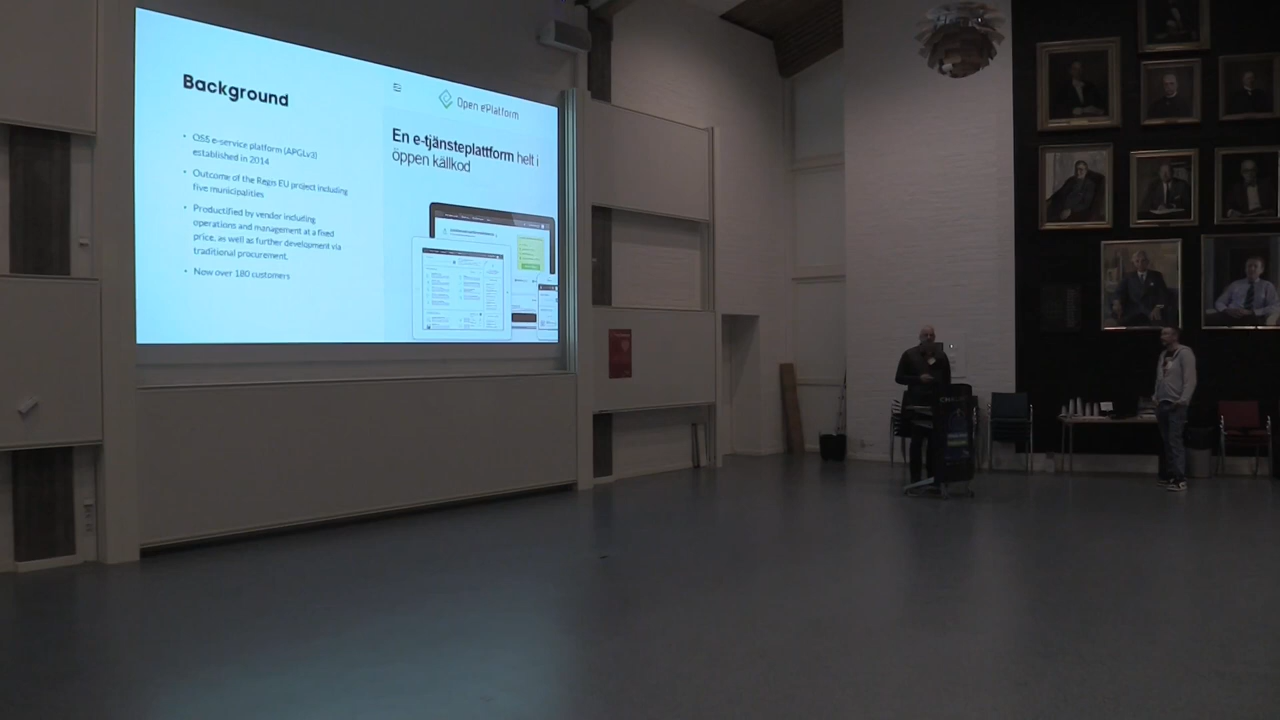 Background
OSS e-service platform (APGLv3)
established in 2014
Outcome of the Regis EU project including
five municipalities
Productified by vendor including
operations and management at a fixed
price, as well as further development via
traditional procurement.
Now over 180 customers
Open ePlatform
En e-tjänsteplattform helt i
öppen källkod